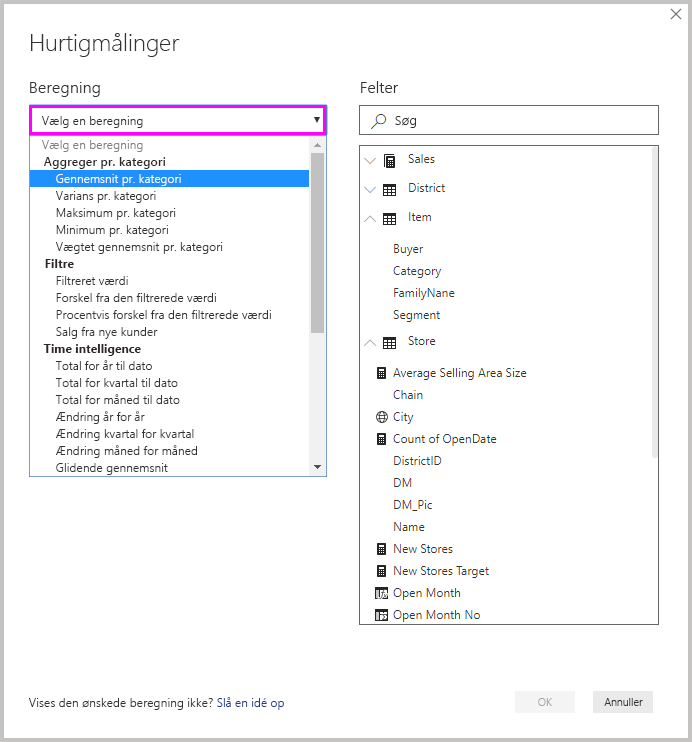 Hurtigmålinger
Beregning
Vælg en beregning
Vælg en beregning
Aggreger pr. kategori
Gennemsnit pr. kategori
Varians pr. kategori
Maksimum pr. kategori
Minimum pr. kategori
Vægtet gennemsnit pr. kategori
Filtre
Filtreret værdi
Forskel fra den filtrerede værdi
Procentvis forskel fra den filtrerede værdi
Salg fra nye kunder
Time intelligence
Total for år til dato
Total for kvartal til dato
Total for måned til dato
Ændring år for år
Ændring kvartal for kvartal
Ændring måned for måned
Glidende gennemsnit
Felter
Søg
Sales
District
Item
Buyer
Category
FamilyNane
Segment
Store
Average Selling Area Size
Chain
City
Count of OpenDate
DistrictID
DM
DM_Pic
Name
New Stores
New Stores Target
Open Month
Open Month No
Vises den ønskede beregning ikke? Slå en idé op
OK
Annuller